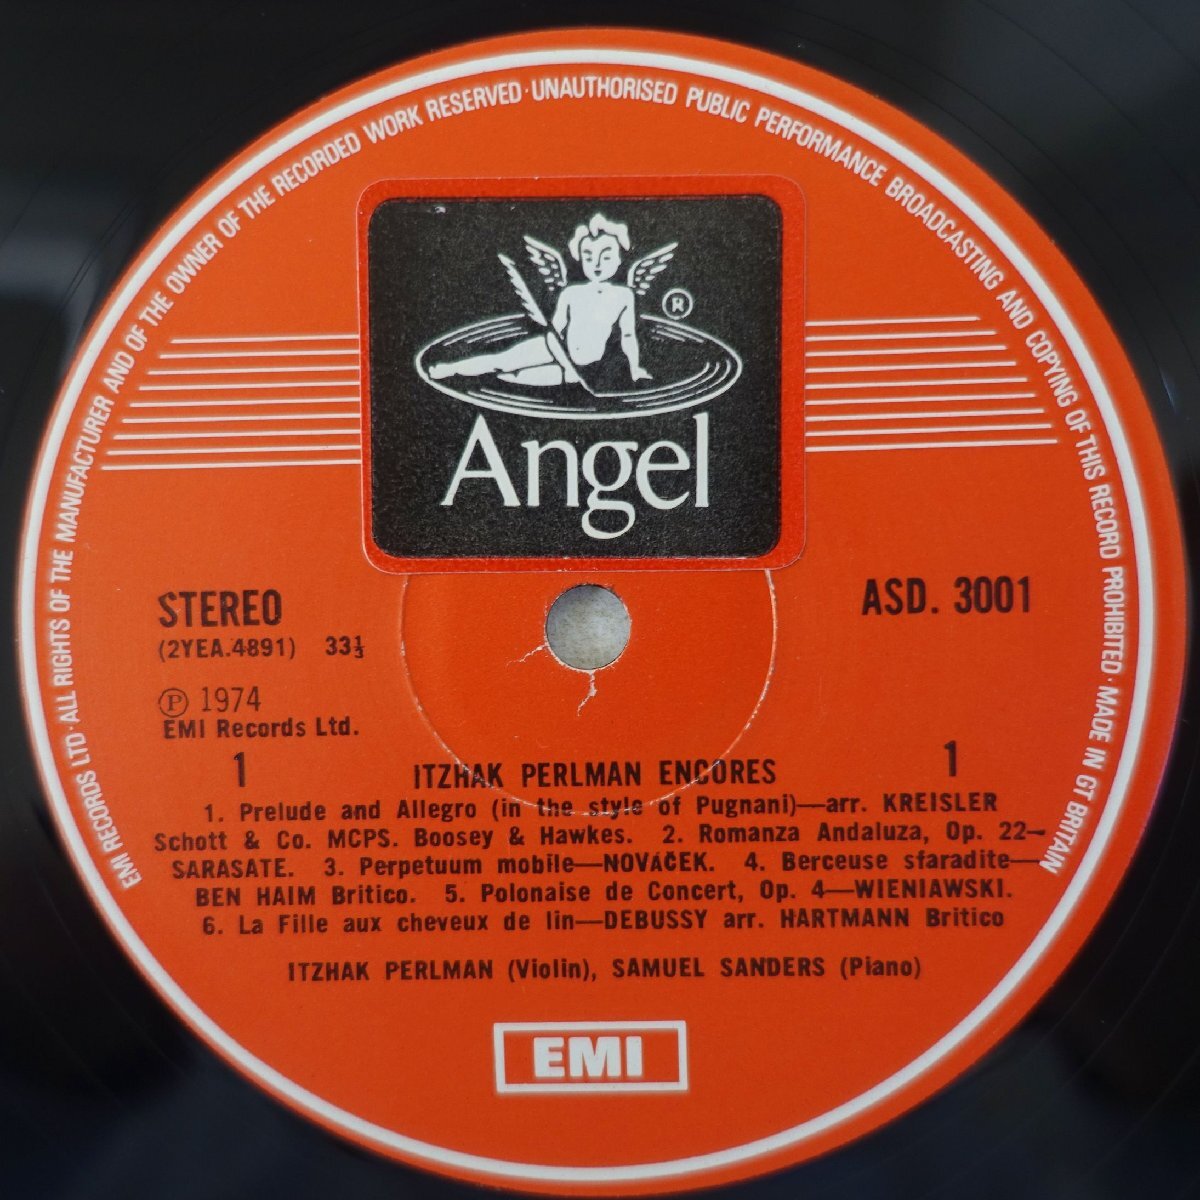 EMI RECORDS LTD · ALL RIGHTS OF THE MANUFACTURER AND OF THE OWNER OF THE RECORDED WORK RESERVED · UNAUTHORISED PUBLIC PERFORMANCE BROADCASTING AND COPYING OF THIS RECORD PROHIBITED · MADE IN GT BRITAIN
®
Angel
STEREO
ASD. 3001
(2YEA.4891) 33⅓
Ⓟ 1974
EMI Records Ltd.
1 ITZHAK PERLMAN ENCORES 1
1. Prelude and Allegro (in the style of Pugnani)—arr. KREISLER
Schott & Co. MCPS. Boosey & Hawkes. 2. Romanza Andaluza, Op. 22—
SARASATE. 3. Perpetuum mobile—NOVÁČEK. 4. Berceuse sfaradite—
BEN HAIM Britico. 5. Polonaise de Concert, Op. 4—WIENIAWSKI.
6. La Fille aux cheveux de lin—DEBUSSY arr. HARTMANN Britico
ITZHAK PERLMAN (Violin), SAMUEL SANDERS (Piano)
EMI